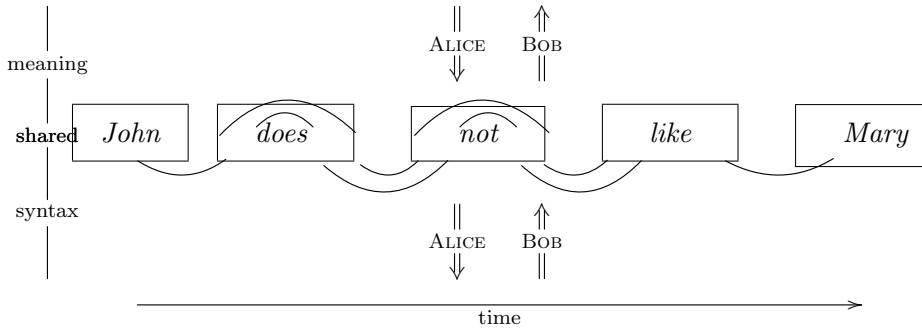 ALICE BOB
meaning
shared John does not like Mary
syntax
ALICE BOB
time